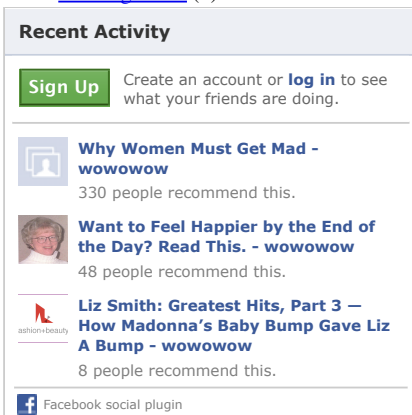 Recent Activity
Sign Up
Create an account or log in to see
what your friends are doing.
Why Women Must Get Mad -
wowowow
330 people recommend this.
Want to Feel Happier by the End of
the Day? Read This. - wowowow
48 people recommend this.
ashion+beauty
Liz Smith: Greatest Hits, Part 3 —
How Madonna's Baby Bump Gave Liz
A Bump - wowowow
8 people recommend this.
Facebook social plugin